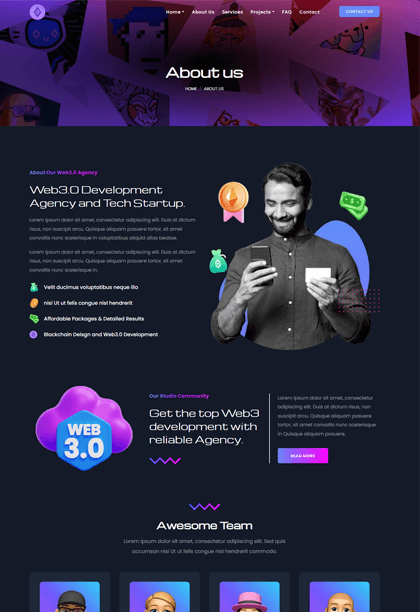 Home
About Us
Services
Projects
FAQ
Contact
CONTACT US
About us
HOME / ABOUT US
About Our Web3.0 Agency
Web3.0 Development
Agency and Tech Startup.
Lorem ipsum dolor sit amet, consectetur adipiscing elit. Duis at dictum
risus, non suscipit arcu. Quisque aliquam posuere tortor, sit amet
convallis nunc scelerisque in voluptatibus aliquid alias beatae.
Lorem ipsum dolor sit amet, consectetur adipiscing elit. Duis at dictum
risus, non suscipit arcu. Quisque aliquam posuere tortor, sit amet
convallis nunc scelerisque in.
Velit ducimus voluptatibus neque illo
nisl Ut ut felis congue nisl hendrerit
Affordable Packages & Detailed Results
Blockchain Deisgn and Web3.0 Development
WEB
3.0
Our Studio Community
Get the top Web3
development with
reliable Agency.
Lorem ipsum dolor sit amet, consectetur
adipiscing elit. Duis at dictum risus, non
suscipit arcu. Quisque aliquam posuere
tortor, sit amet convallis nunc scelerisque
in Quisque aliquam posuere.
READ MORE
Awesome Team
Lorem ipsum dolor sit amet, consectetur adipiscing elit. Sed quis
accumsan nisi Ut ut felis congue nisl hendrerit commodo.